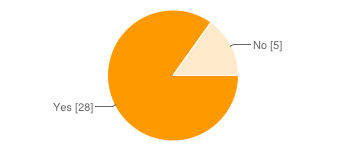 No [5]
Yes [28]